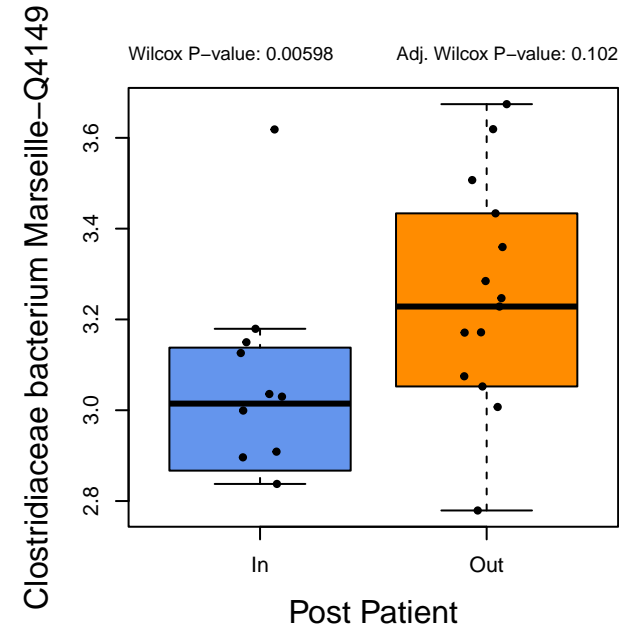 Wilcox P−value: 0.00598
Adj. Wilcox P−value: 0.102
Clostridiaceae bacterium Marseille−Q4149
3.6
3.4
3.2
3.0
2.8
In
Out
Post Patient